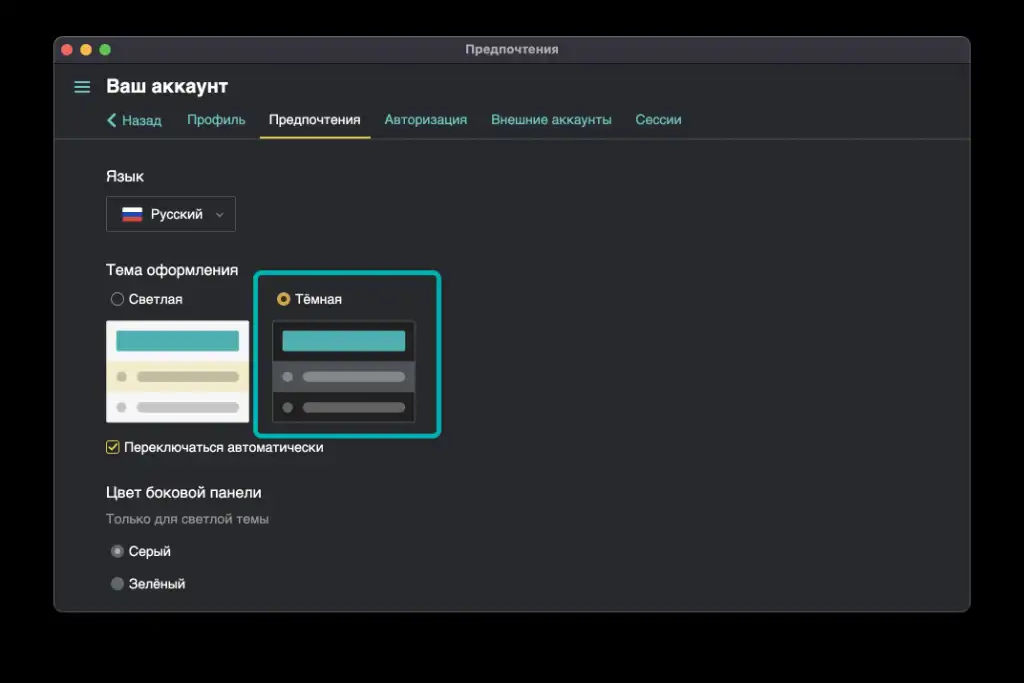 Предпочтения
Ваш аккаунт
Назад Профиль Предпочтения Авторизация Внешние аккаунты Сессии
Язык
Русский
Тема оформления
Светлая Тёмная
Переключаться автоматически
Цвет боковой панели
Только для светлой темы
Серый
Зелёный